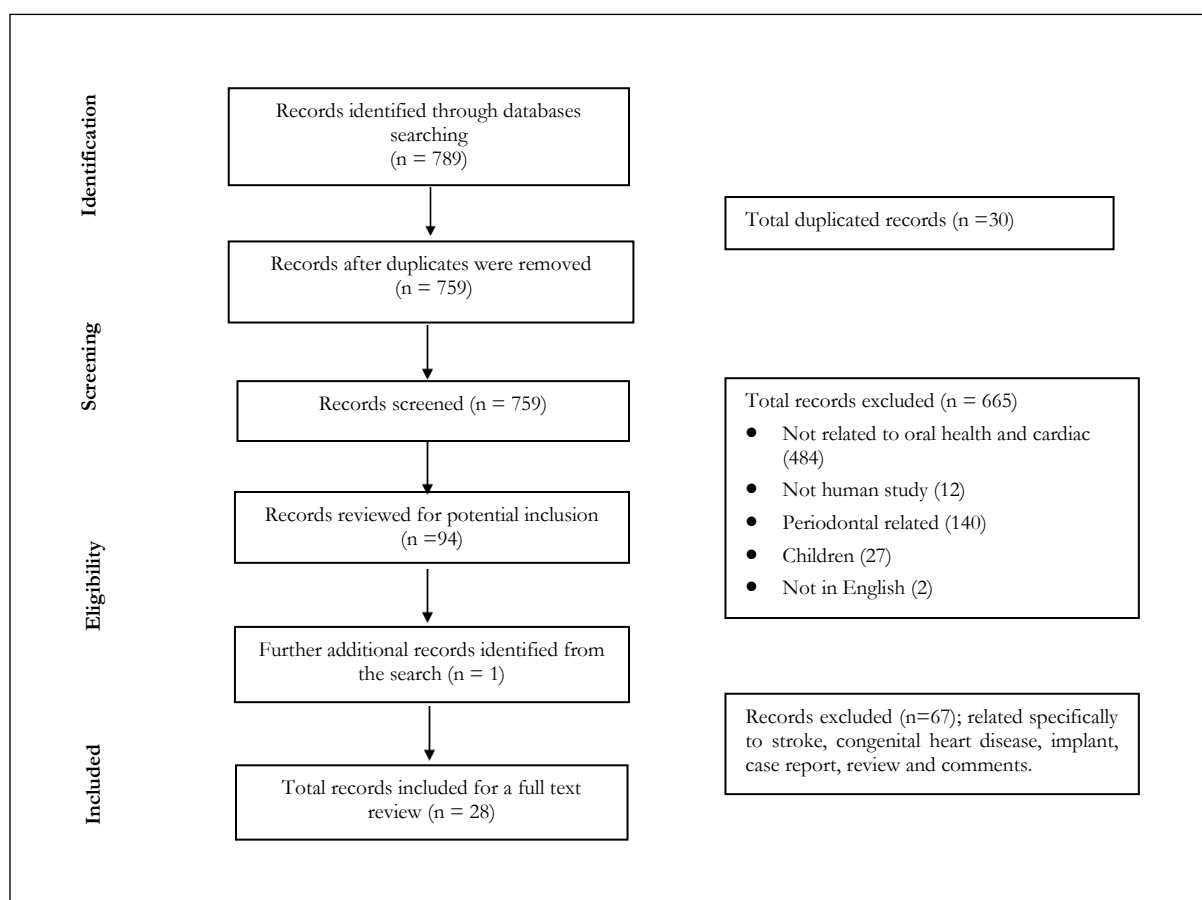 Identification
Records identified through databases
searching
(n = 789)
Total duplicated records (n =30)
Records after duplicates were removed
(n = 759)
Screening
Records screened (n = 759)
Total records excluded (n = 665)
● Not related to oral health and cardiac
(484)
● Not human study (12)
● Periodontal related (140)
● Children (27)
● Not in English (2)
Records reviewed for potential inclusion
(n =94)
Eligibility
Further additional records identified from
the search (n = 1)
Records excluded (n=67); related specifically
to stroke, congenital heart disease, implant,
case report, review and comments.
Included
Total records included for a full text
review (n = 28)